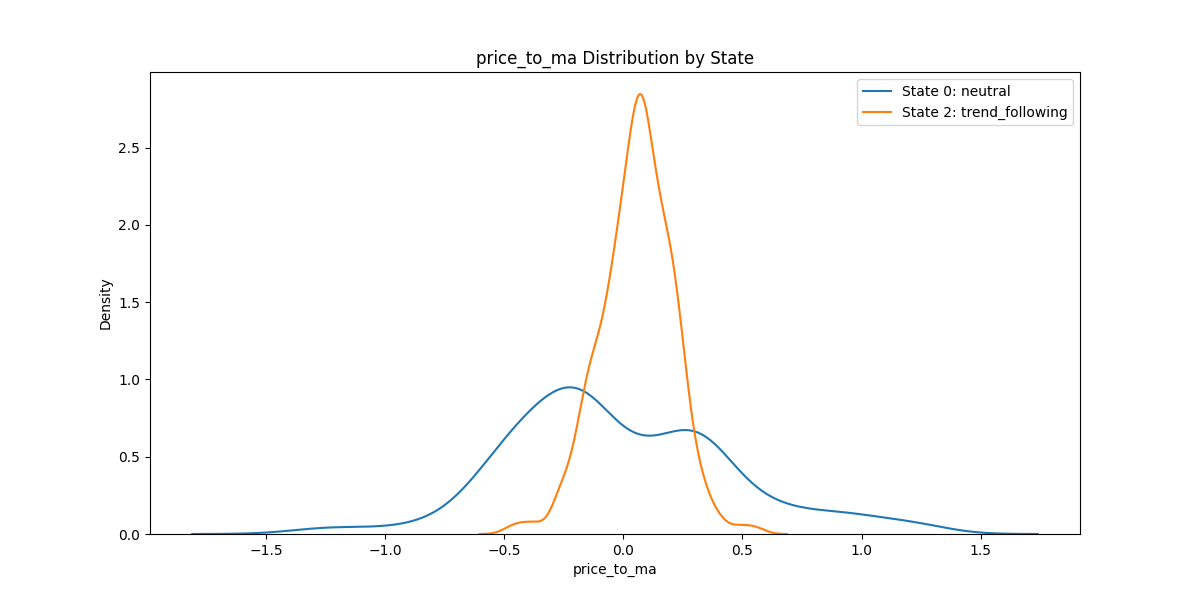 price_to_ma Distribution by State
State 0: neutral
State 2: trend_following
2.5
2.0
1.5
1.0
0.5
0.0
Density
−1.5 −1.0 −0.5 0.0 0.5 1.0 1.5
price_to_ma